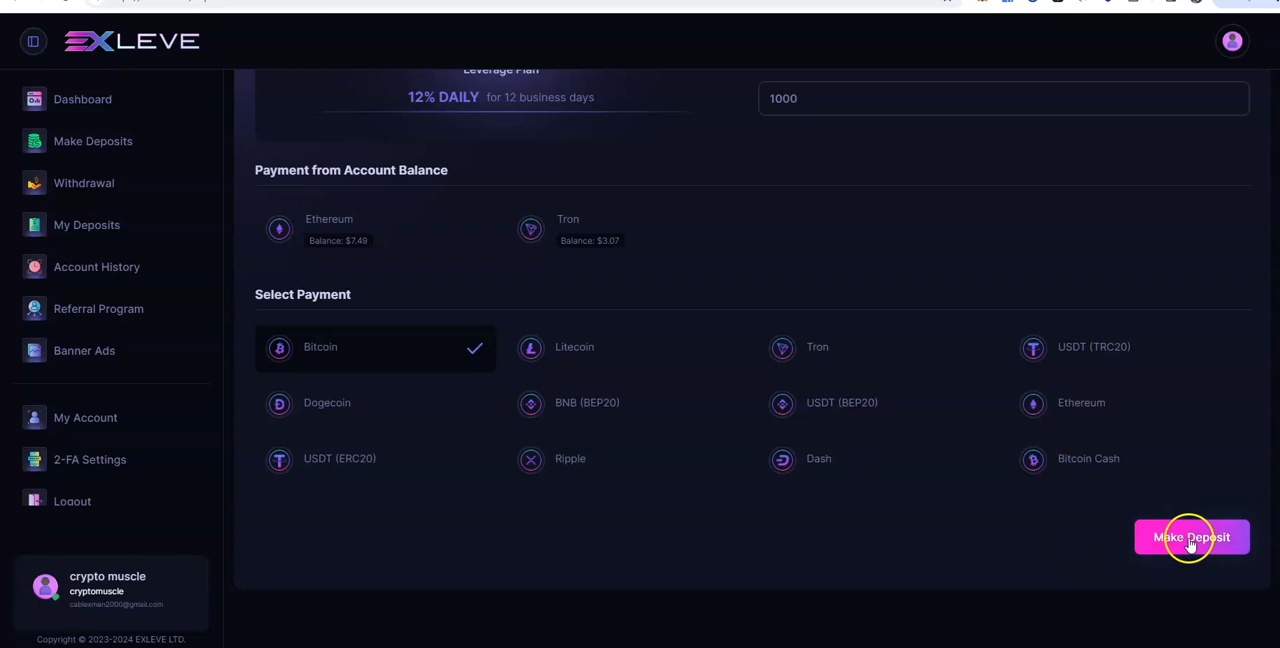 EXLEVE
Dashboard
Make Deposits
Withdrawal
My Deposits
Account History
Referral Program
Banner Ads
My Account
2-FA Settings
Logout
crypto muscle
cryptomuscle
cablexman2000@gmail.com
Copyright © 2023-2024 EXLEVE LTD.
Leverage Plan
12% DAILY for 12 business days
1000
Payment from Account Balance
Ethereum
Balance: $7.49
Tron
Balance: $3.07
Select Payment
Bitcoin
Litecoin
Tron
USDT (TRC20)
Dogecoin
BNB (BEP20)
USDT (BEP20)
Ethereum
USDT (ERC20)
Ripple
Dash
Bitcoin Cash
Make Deposit